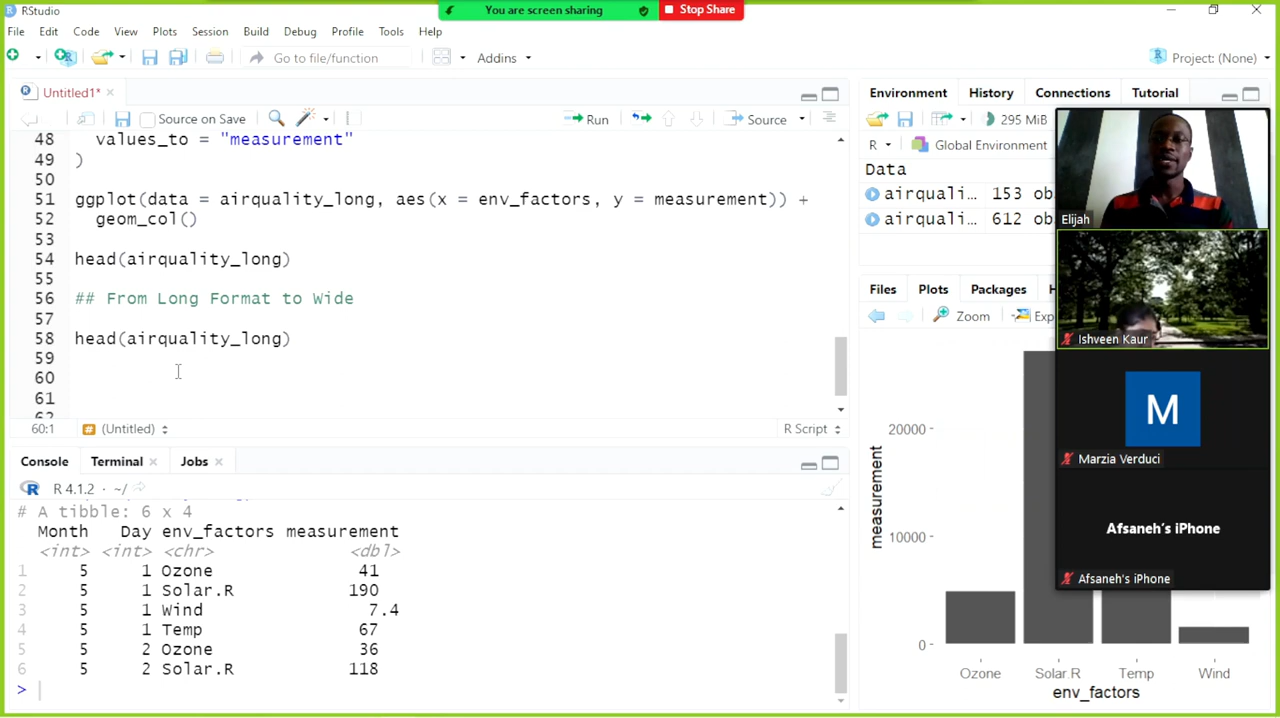 RStudio
You are screen sharing
Stop Share
File Edit Code View Plots Session Build Debug Profile Tools Help
Go to file/function
Addins
Project: (None)
Untitled1*
Source on Save
Run
Source
48 values_to = "measurement"
49 )
50
51 ggplot(data = airquality_long, aes(x = env_factors, y = measurement)) +
52 geom_col()
53
54 head(airquality_long)
55
56 ## From Long Format to Wide
57
58 head(airquality_long)
59
60
61
62
60:1 (Untitled) R Script
Console Terminal Jobs
R 4.1.2 · ~/
# A tibble: 6 x 4
Month Day env_factors measurement
<int> <int> <chr> <dbl>
1 5 1 Ozone 41
2 5 1 Solar.R 190
3 5 1 Wind 7.4
4 5 1 Temp 67
5 5 2 Ozone 36
6 5 2 Solar.R 118
>
Environment History Connections Tutorial
295 MiB
R Global Environment
Data
airquali… 153 ob
airquali… 612 ob
Files Plots Packages
Zoom Exp
measurement
20000
10000
0
Ozone Solar.R Temp Wind
env_factors
Elijah
Ishveen Kaur
M
Marzia Verduci
Afsaneh's iPhone
Afsaneh's iPhone